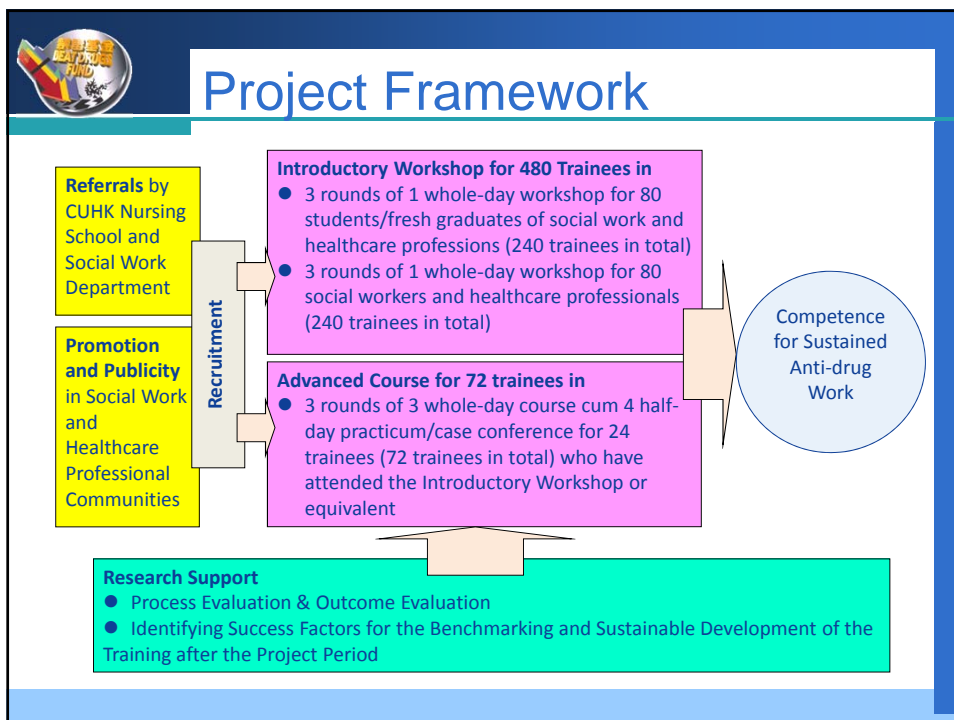 BEAT DRUGS
FUND
Project Framework
Referrals by
CUHK Nursing
School and
Social Work
Department
Promotion
and Publicity
in Social Work
and
Healthcare
Professional
Communities
Recruitment
Introductory Workshop for 480 Trainees in
● 3 rounds of 1 whole-day workshop for 80
students/fresh graduates of social work and
healthcare professions (240 trainees in total)
● 3 rounds of 1 whole-day workshop for 80
social workers and healthcare professionals
(240 trainees in total)
Advanced Course for 72 trainees in
● 3 rounds of 3 whole-day course cum 4 half-
day practicum/case conference for 24
trainees (72 trainees in total) who have
attended the Introductory Workshop or
equivalent
Competence
for Sustained
Anti-drug
Work
Research Support
● Process Evaluation & Outcome Evaluation
● Identifying Success Factors for the Benchmarking and Sustainable Development of the
Training after the Project Period